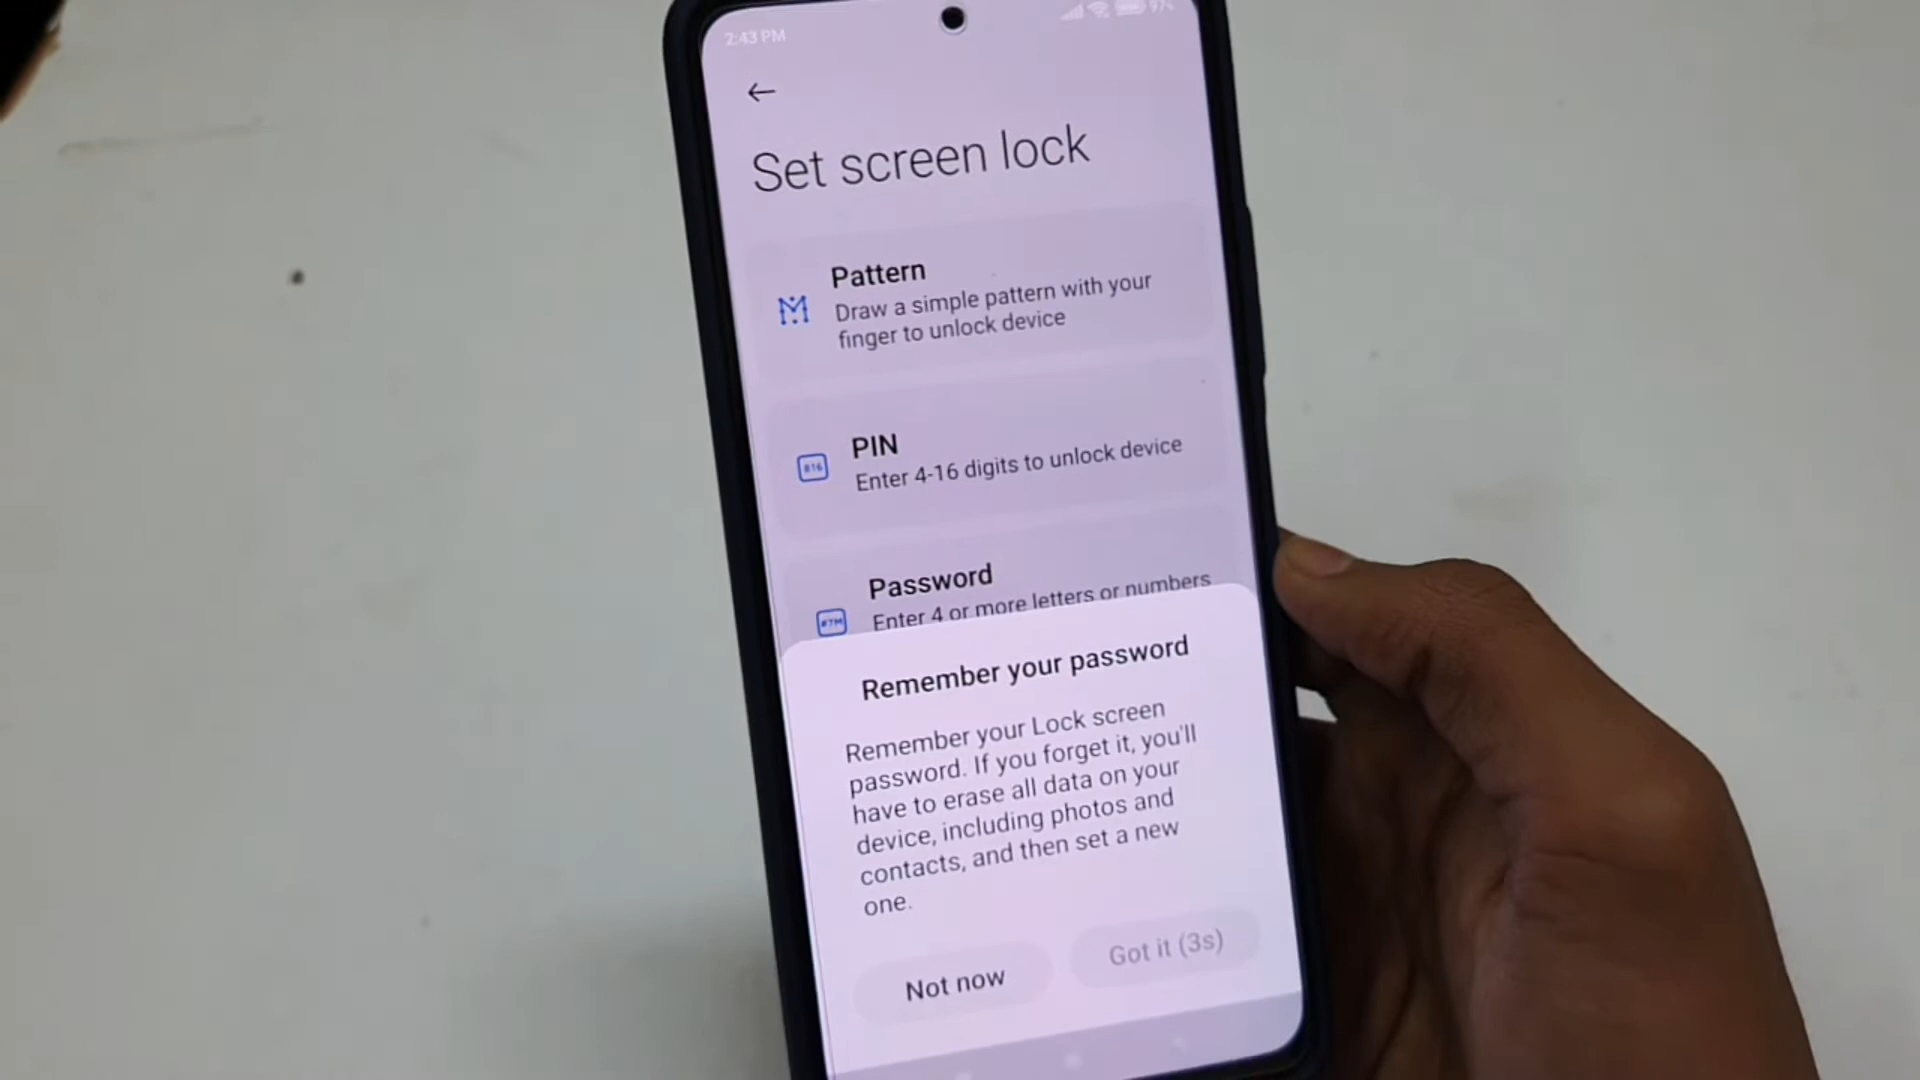 2:43 PM
97%
Set screen lock
Pattern
Draw a simple pattern with your
finger to unlock device
PIN
Enter 4-16 digits to unlock device
Password
Enter 4 or more letters or numbers
Remember your password
Remember your Lock screen
password. If you forget it, you'll
have to erase all data on your
device, including photos and
contacts, and then set a new
one.
Not now
Got it (3s)